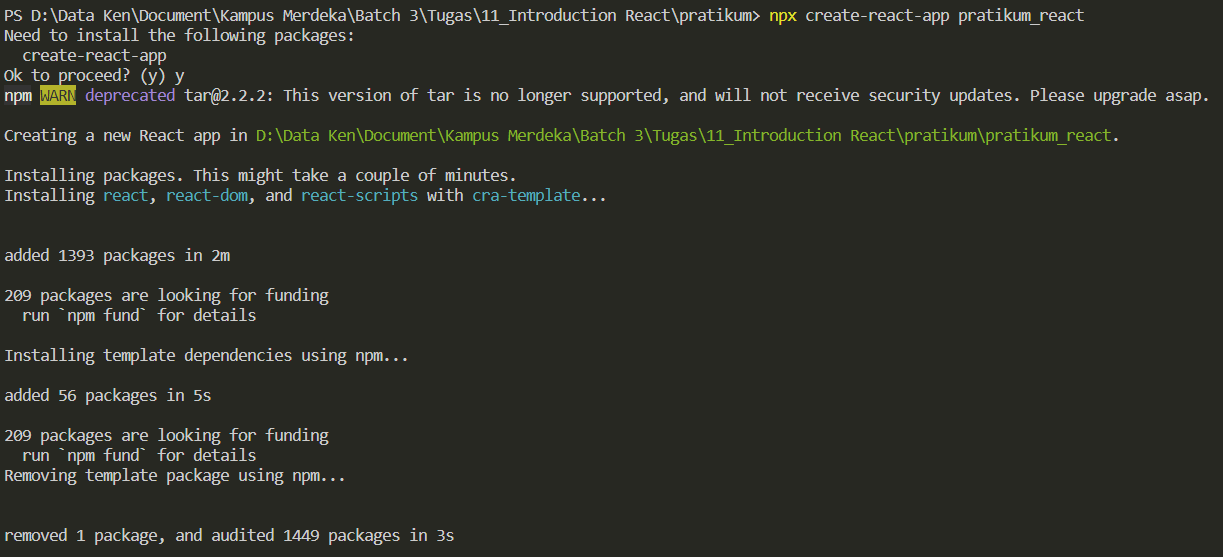 PS D:\Data Ken\Document\Kampus Merdeka\Batch 3\Tugas\11_Introduction React\pratikum> npx create-react-app pratikum_react
Need to install the following packages:
  create-react-app
Ok to proceed? (y) y
npm WARN deprecated tar@2.2.2: This version of tar is no longer supported, and will not receive security updates. Please upgrade asap.
Creating a new React app in D:\Data Ken\Document\Kampus Merdeka\Batch 3\Tugas\11_Introduction React\pratikum\pratikum_react.
Installing packages. This might take a couple of minutes.
Installing react, react-dom, and react-scripts with cra-template...
added 1393 packages in 2m
209 packages are looking for funding
  run `npm fund` for details
Installing template dependencies using npm...
added 56 packages in 5s
209 packages are looking for funding
  run `npm fund` for details
Removing template package using npm...
removed 1 package, and audited 1449 packages in 3s